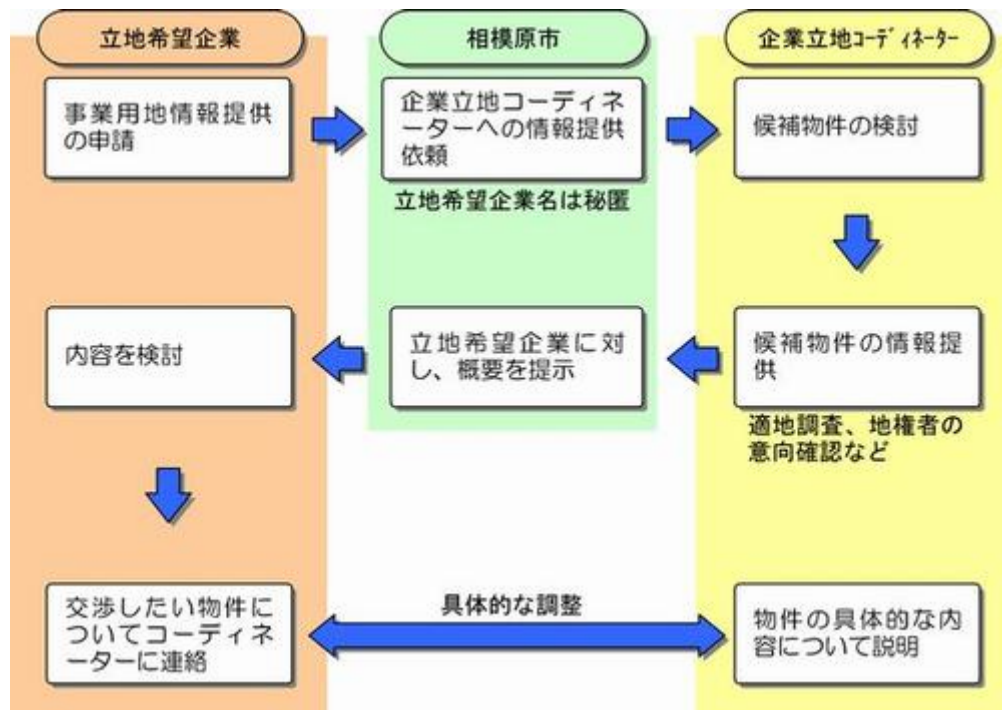 立地希望企業
相模原市
企業立地ｺｰﾃﾞｨﾈｰﾀｰ
事業用地情報提供
の申請
企業立地コーディネ
ーターへの情報提供
依頼
候補物件の検討
立地希望企業名は秘匿
内容を検討
立地希望企業に対
し、概要を提示
候補物件の情報提
供
適地調査、地権者の
意向確認など
交渉したい物件に
ついてコーディネ
ーターに連絡
具体的な調整
物件の具体的な内
容について説明